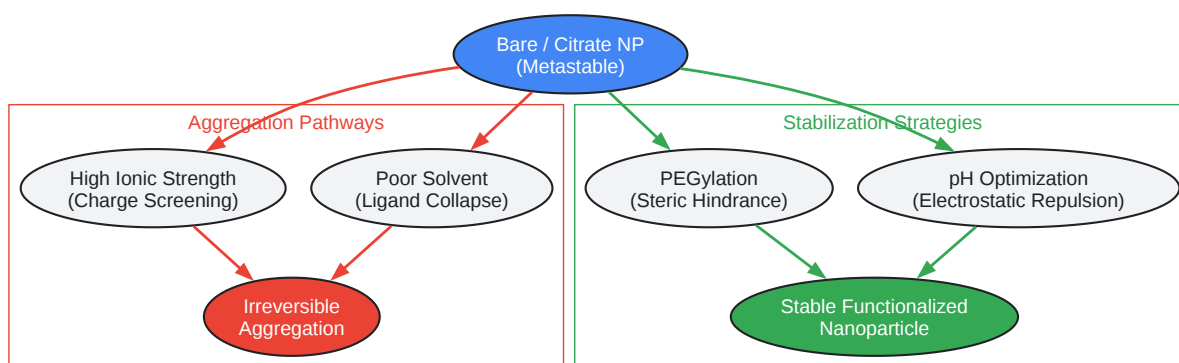 Bare / Citrate NP
(Metastable)
Aggregation Pathways
Stabilization Strategies
High Ionic Strength
(Charge Screening)
Poor Solvent
(Ligand Collapse)
PEGylation
(Steric Hindrance)
pH Optimization
(Electrostatic Repulsion)
Irreversible
Aggregation
Stable Functionalized
Nanoparticle